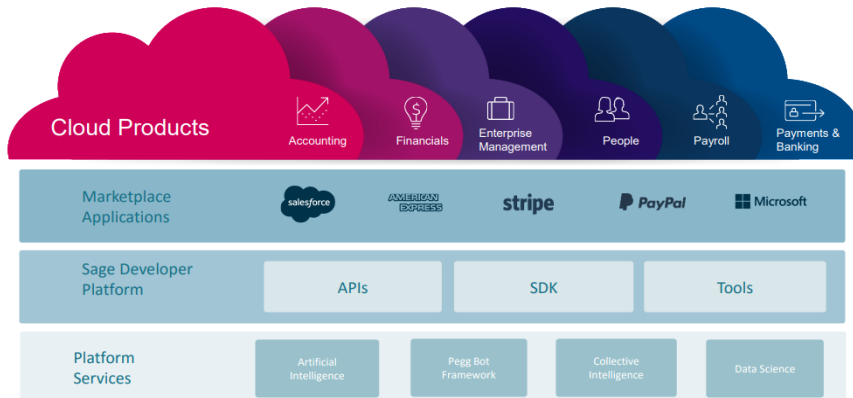 Cloud Products
Accounting
Financials
Enterprise
Management
People
Payroll
Payments &
Banking
Marketplace
Applications
salesforce
AMERICAN
EXPRESS
stripe
PayPal
Microsoft
Sage Developer
Platform
APIs
SDK
Tools
Platform
Services
Artificial
Intelligence
Pegg Bot
Framework
Collective
Intelligence
Data Science